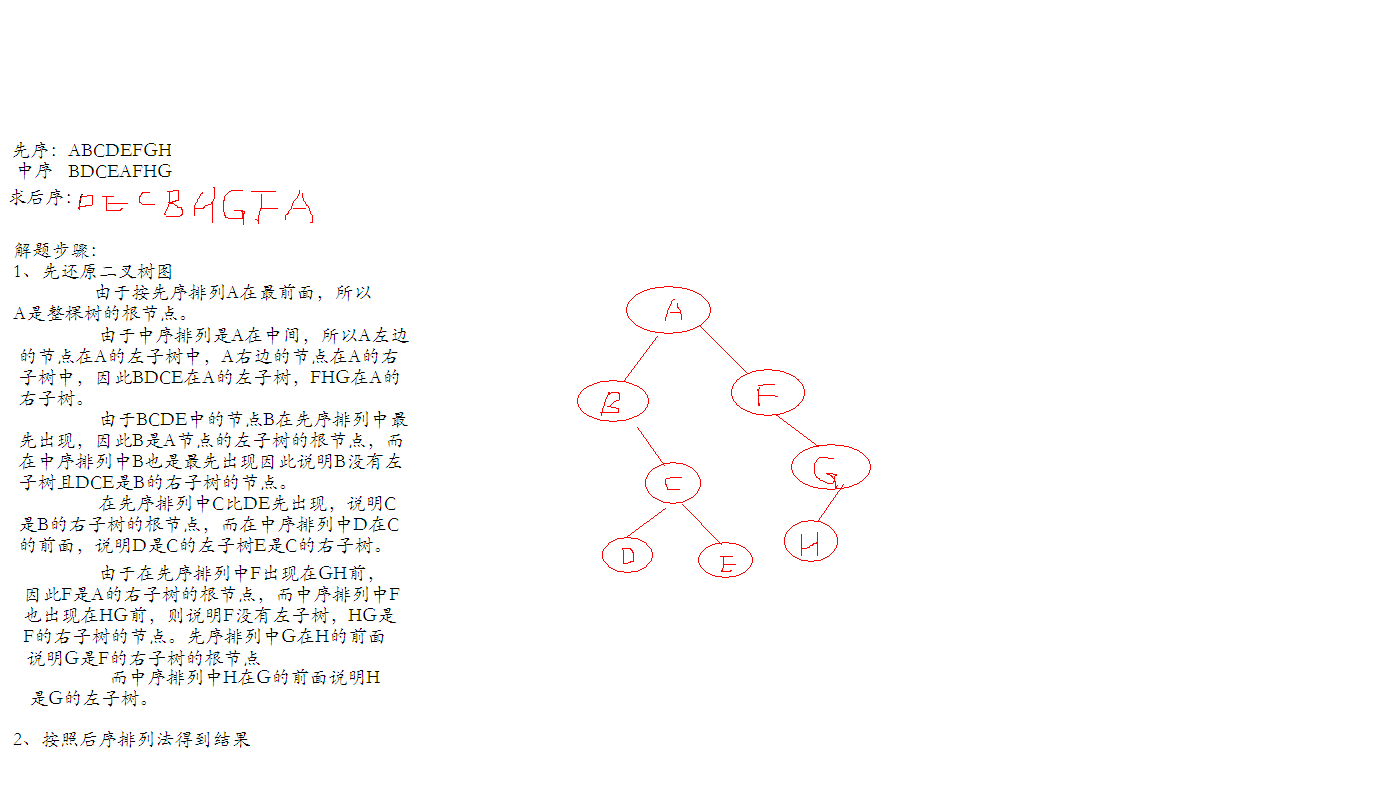 先序：ABCDEFGH
中序 BDCEAFHG
求后序：DECBHGFA
解题步骤：
1、先还原二叉树图
由于按先序排列A在最前面，所以
A是整棵树的根节点。
由于中序排列是A在中间，所以A左边
的节点在A的左子树中，A右边的节点在A的右
子树中，因此BDCE在A的左子树，FHG在A的
右子树。
由于BCDE中的节点B在先序排列中最
先出现，因此B是A节点的左子树的根节点，而
在中序排列中B也是最先出现因此说明B没有左
子树且DCE是B的右子树的节点。
在先序排列中C比DE先出现，说明C
是B的右子树的根节点，而在中序排列中D在C
的前面，说明D是C的左子树E是C的右子树。
由于在先序排列中F出现在GH前，
因此F是A的右子树的根节点，而中序排列中F
也出现在HG前，则说明F没有左子树，HG是
F的右子树的节点。先序排列中G在H的前面
说明G是F的右子树的根节点
而中序排列中H在G的前面说明H
是G的左子树。
2、按照后序排列法得到结果
A
B
F
C
G
D
E
H